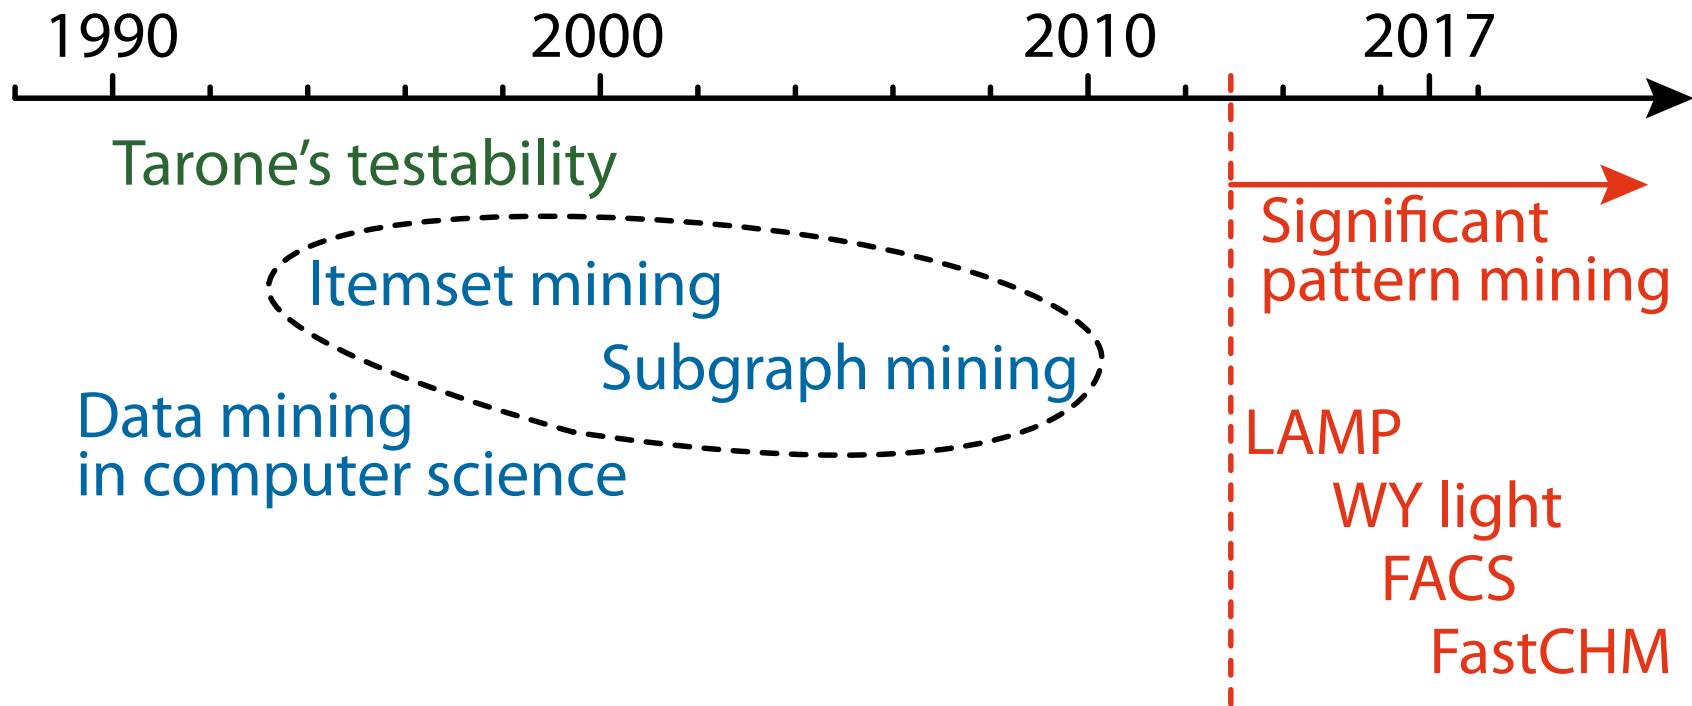 1990 2000 2010 2017
Tarone’s testability
Significant
pattern mining
Itemset mining
Subgraph mining
Data mining
in computer science
LAMP
WY light
FACS
FastCHM